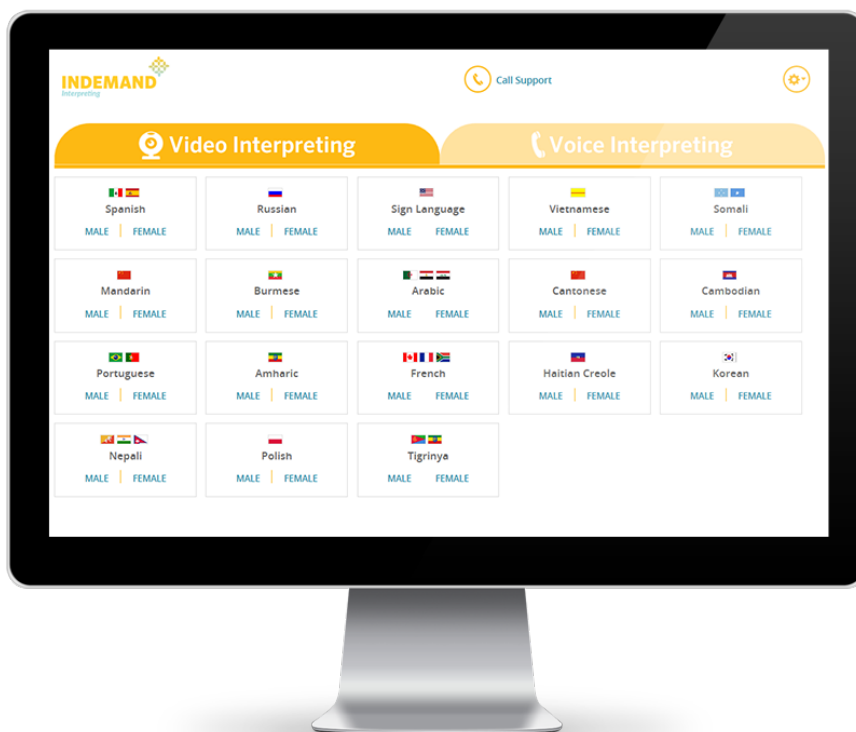 INDEMAND
Interpreting
Call Support
Video Interpreting
Voice Interpreting
Spanish
MALE FEMALE
Russian
MALE FEMALE
Sign Language
MALE FEMALE
Vietnamese
MALE FEMALE
Somali
MALE FEMALE
Mandarin
MALE FEMALE
Burmese
MALE FEMALE
Arabic
MALE FEMALE
Cantonese
MALE FEMALE
Cambodian
MALE FEMALE
Portuguese
MALE FEMALE
Amharic
MALE FEMALE
French
MALE FEMALE
Haitian Creole
MALE FEMALE
Korean
MALE FEMALE
Nepali
MALE FEMALE
Polish
MALE FEMALE
Tigrinya
MALE FEMALE